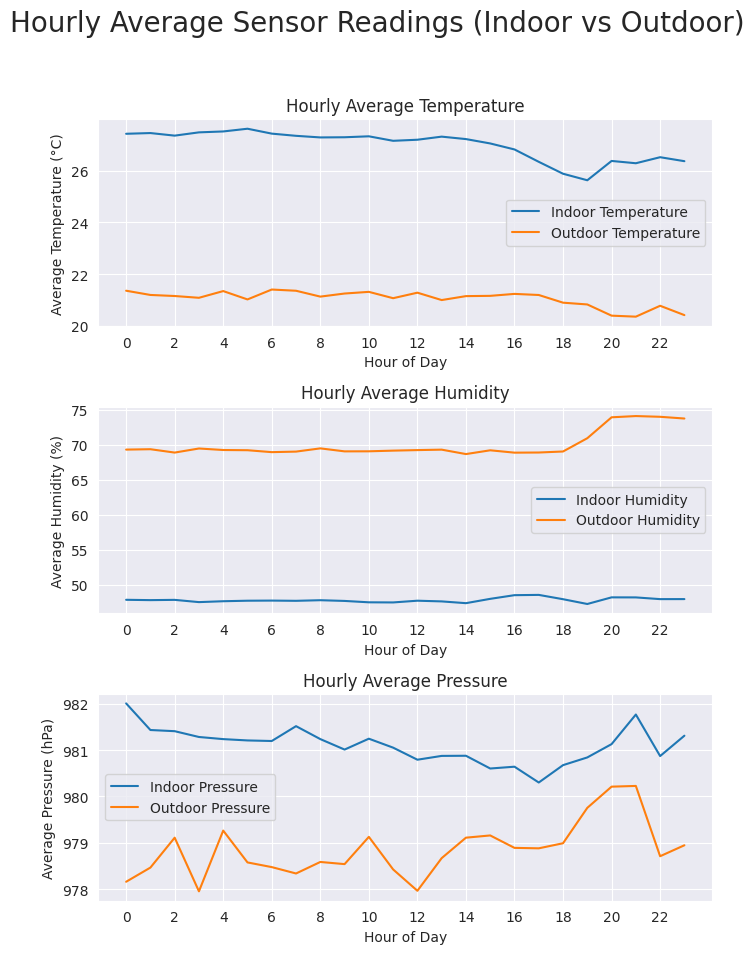 Hourly Average Sensor Readings (Indoor vs Outdoor)
Hourly Average Temperature
Average Temperature (°C)
26
24
22
20
Indoor Temperature
Outdoor Temperature
0 2 4 6 8 10 12 14 16 18 20 22
Hour of Day
Hourly Average Humidity
Average Humidity (%)
75
70
65
60
55
50
Indoor Humidity
Outdoor Humidity
0 2 4 6 8 10 12 14 16 18 20 22
Hour of Day
Hourly Average Pressure
Average Pressure (hPa)
982
981
980
979
978
Indoor Pressure
Outdoor Pressure
0 2 4 6 8 10 12 14 16 18 20 22
Hour of Day